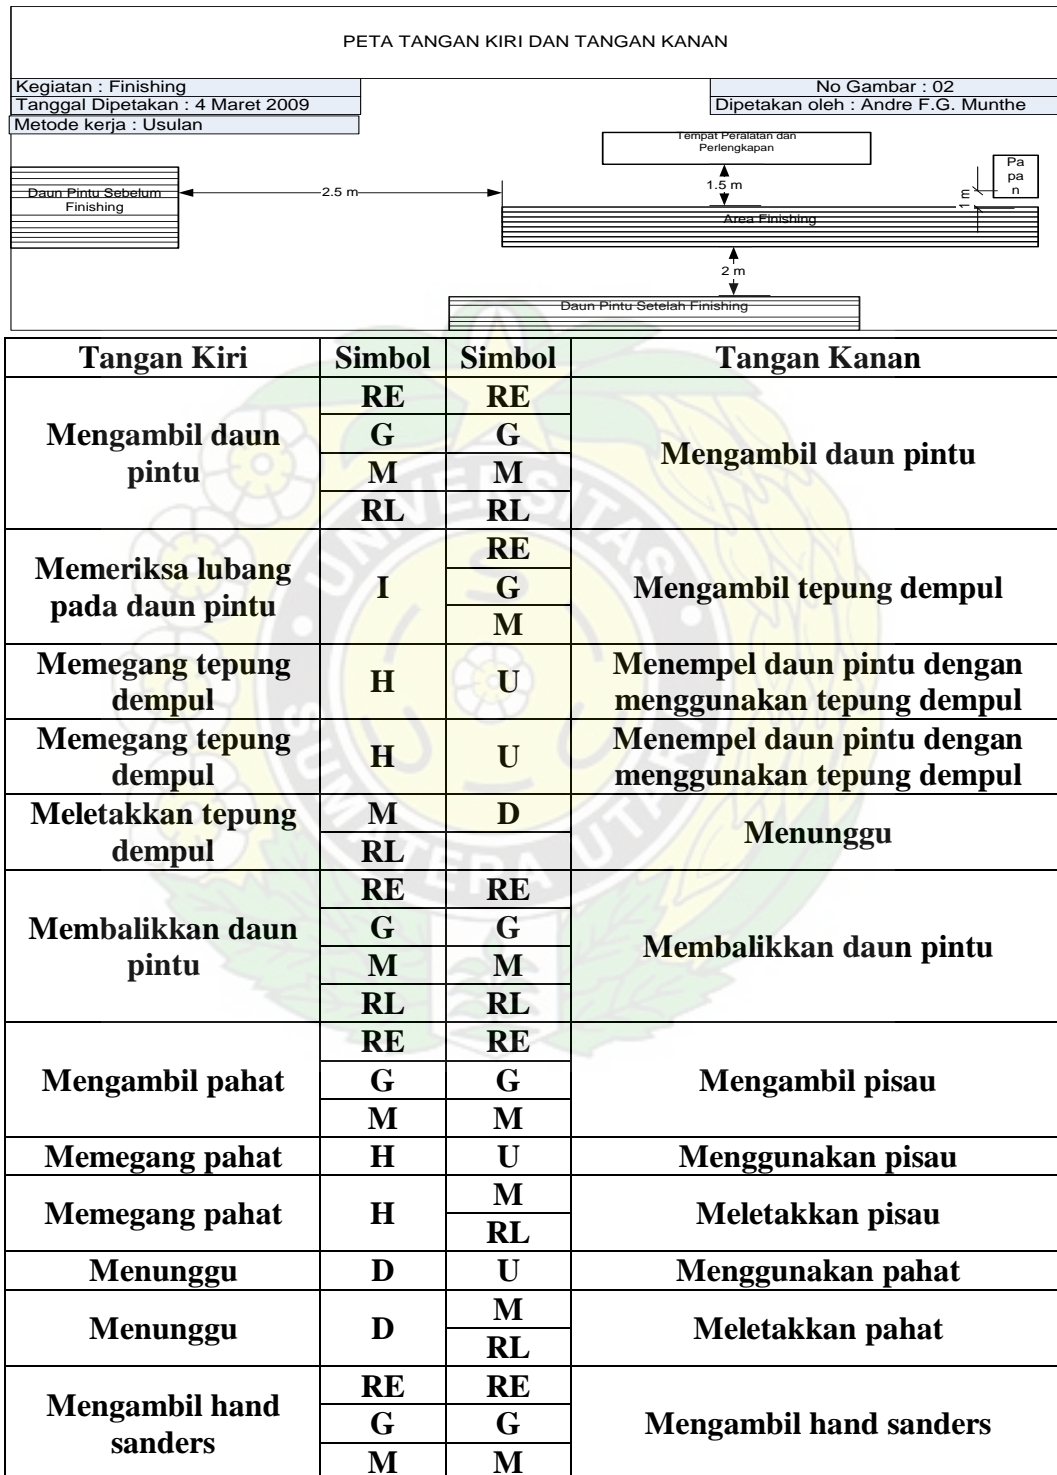 PETA TANGAN KIRI DAN TANGAN KANAN
Kegiatan : Finishing
No Gambar : 02
Tanggal Dipetakan : 4 Maret 2009
Dipetakan oleh : Andre F.G. Munthe
Metode kerja : Usulan
Tempat Peralatan dan
Perlengkapan
Pa
pa
n
Daun Pintu Sebelum
Finishing
2.5 m
1.5 m
1 m
Area Finishing
2 m
Daun Pintu Setelah Finishing
Tangan Kiri Simbol Simbol Tangan Kanan
RE RE
Mengambil daun
pintu
G G
Mengambil daun pintu
M M
RL RL
Memeriksa lubang
pada daun pintu
I
RE
G
M
Mengambil tepung dempul
Memegang tepung
dempul
H U
Menempel daun pintu dengan
menggunakan tepung dempul
Memegang tepung
dempul
H U
Menempel daun pintu dengan
menggunakan tepung dempul
Meletakkan tepung
dempul
M D
RL
Menunggu
RE RE
Membalikkan daun
pintu
G G
M M
Membalikkan daun pintu
RL RL
RE RE
Mengambil pahat G G Mengambil pisau
M M
Memegang pahat H U Menggunakan pisau
Memegang pahat H
M
RL
Meletakkan pisau
Menunggu D U Menggunakan pahat
Menunggu D
M
RL
Meletakkan pahat
Mengambil hand
sanders
RE RE
G G
M M
Mengambil hand sanders
UNIVERSITAS
SUMATERA UTARA